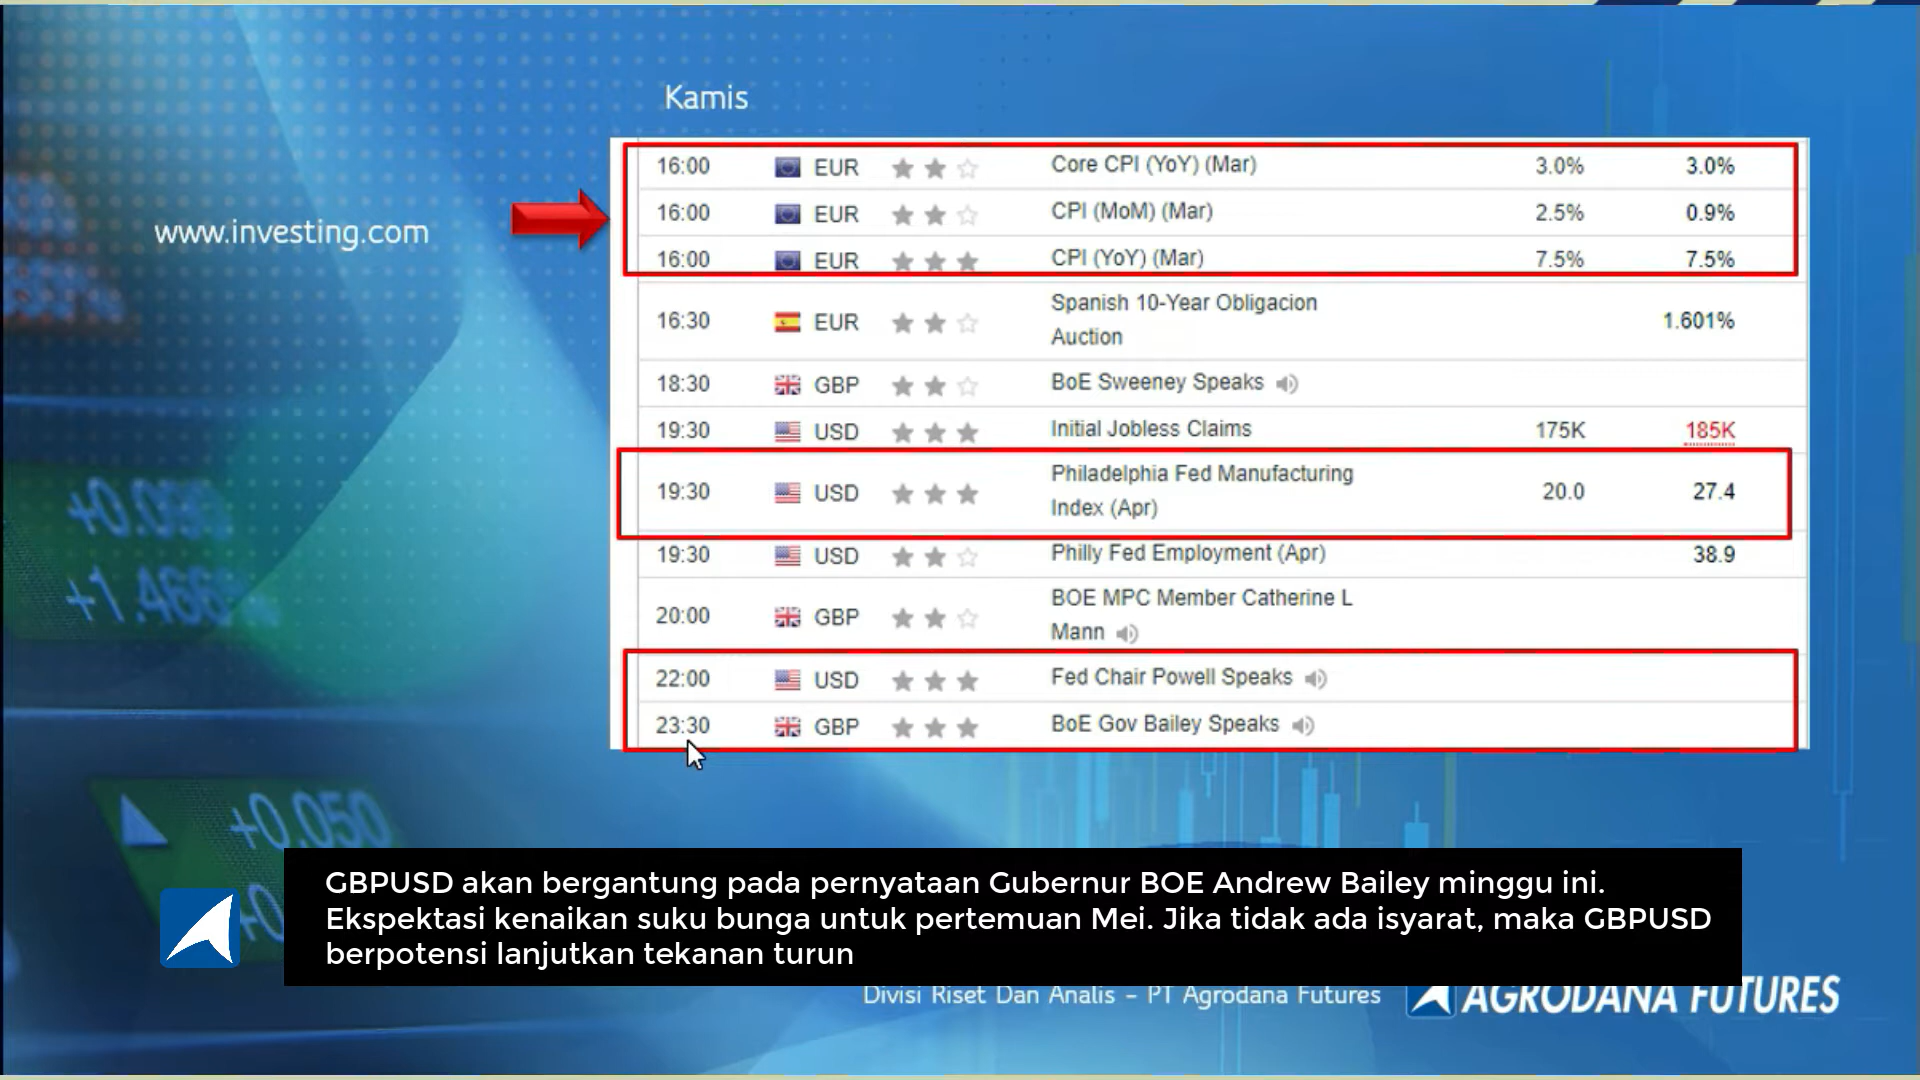 Kamis
www.investing.com
16:00 EUR Core CPI (YoY) (Mar) 3.0% 3.0%
16:00 EUR CPI (MoM) (Mar) 2.5% 0.9%
16:00 EUR CPI (YoY) (Mar) 7.5% 7.5%
16:30 EUR Spanish 10-Year Obligacion
Auction 1.601%
18:30 GBP BoE Sweeney Speaks
19:30 USD Initial Jobless Claims 175K 185K
19:30 USD Philadelphia Fed Manufacturing
Index (Apr) 20.0 27.4
19:30 USD Philly Fed Employment (Apr) 38.9
20:00 GBP BOE MPC Member Catherine L
Mann
22:00 USD Fed Chair Powell Speaks
23:30 GBP BoE Gov Bailey Speaks
+1.466
+0.050
GBPUSD akan bergantung pada pernyataan Gubernur BOE Andrew Bailey minggu ini.
Ekspektasi kenaikan suku bunga untuk pertemuan Mei. Jika tidak ada isyarat, maka GBPUSD
berpotensi lanjutkan tekanan turun
Divisi Riset Dan Analis - PT Agrodana Futures
AGRODANA FUTURES